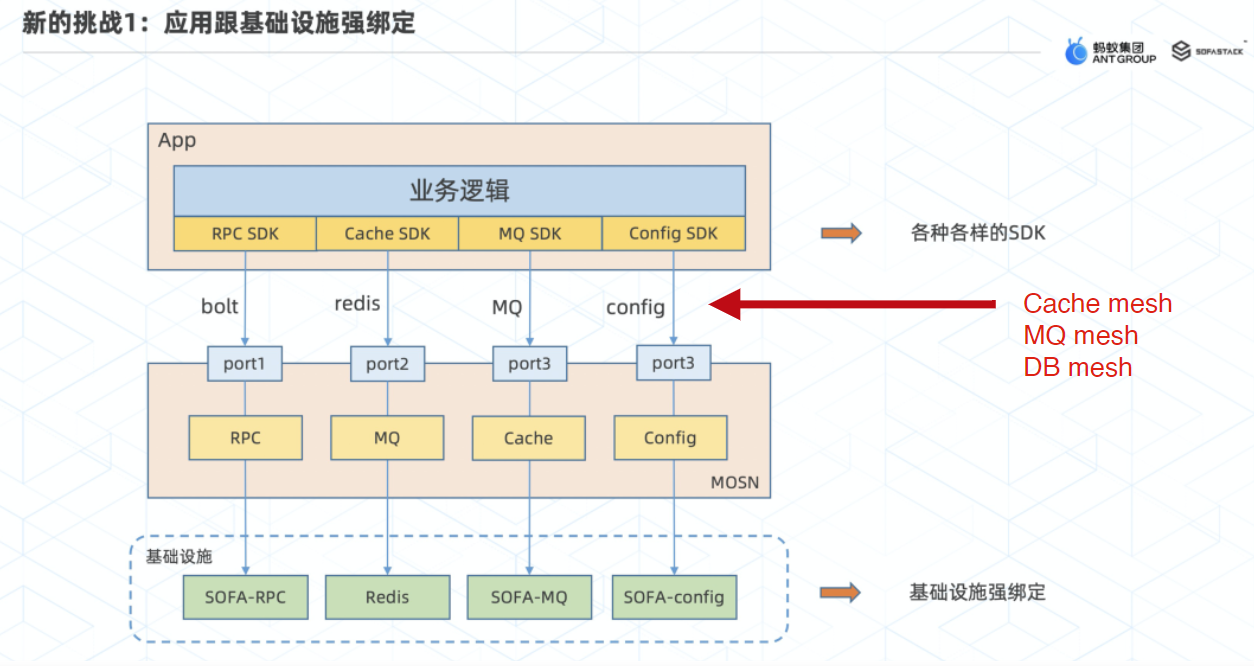 新的挑战1：应用跟基础设施强绑定
蚂蚁集团
ANT GROUP
SOFASTACK
App
业务逻辑
RPC SDK
Cache SDK
MQ SDK
Config SDK
各种各样的SDK
bolt
redis
MQ
config
Cache mesh
MQ mesh
DB mesh
port1
port2
port3
port3
RPC
MQ
Cache
Config
MOSN
基础设施
SOFA-RPC
Redis
SOFA-MQ
SOFA-config
基础设施强绑定